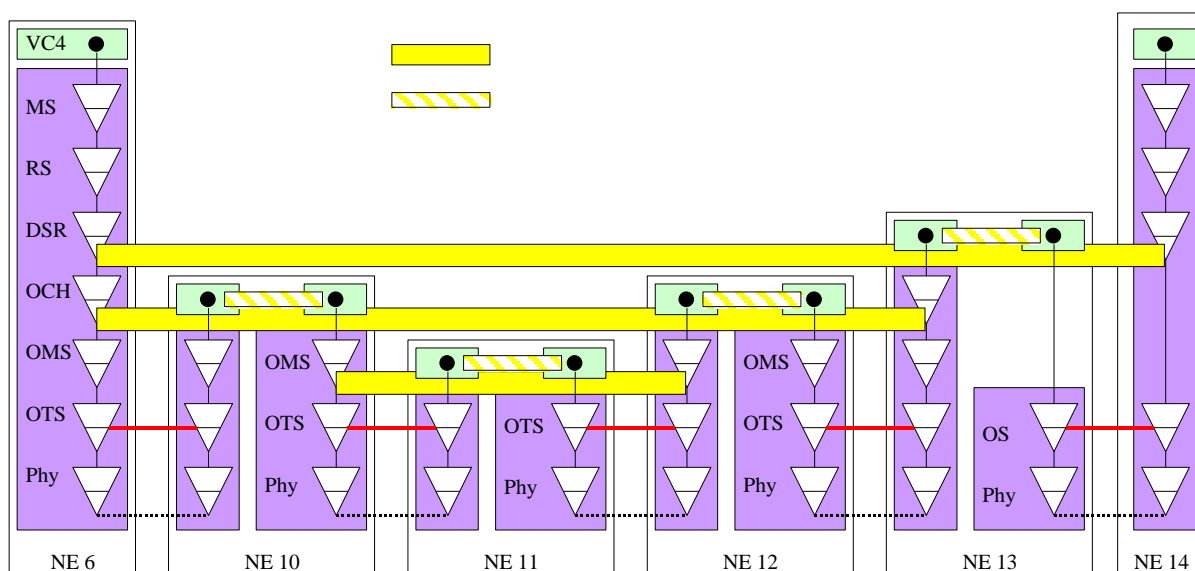 VC4
MS
RS
DSR
OCH
OMS
OMS
OMS
OTS
OTS
OTS
OTS
OS
Phy
Phy
Phy
Phy
Phy
NE 6
NE 10
NE 11
NE 12
NE 13
NE 14